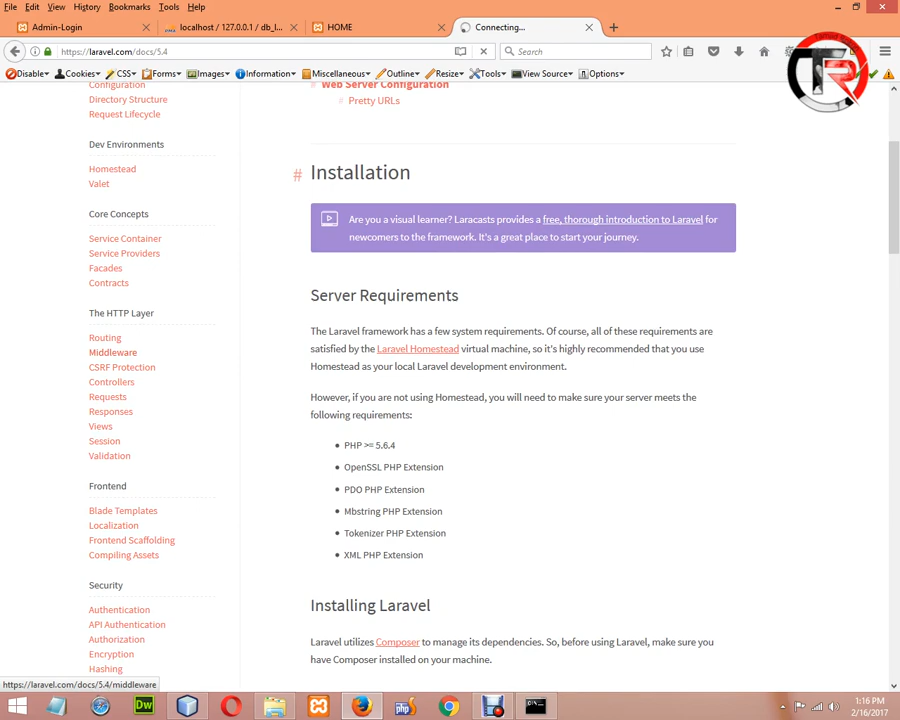 File Edit View History Bookmarks Tools Help
Admin-Login
localhost / 127.0.0.1 / db_l...
HOME
Connecting...
https://laravel.com/docs/5.4
Search
Disable Cookies CSS Forms Images Information Miscellaneous Outline Resize Tools View Source Options
Configuration
Directory Structure
Request Lifecycle
Dev Environments
Homestead
Valet
Core Concepts
Service Container
Service Providers
Facades
Contracts
The HTTP Layer
Routing
Middleware
CSRF Protection
Controllers
Requests
Responses
Views
Session
Validation
Frontend
Blade Templates
Localization
Frontend Scaffolding
Compiling Assets
Security
Authentication
API Authentication
Authorization
Encryption
Hashing
https://laravel.com/docs/5.4/middleware
# Web Server Configuration
# Pretty URLs
# Installation
Are you a visual learner? Laracasts provides a free, thorough introduction to Laravel for
newcomers to the framework. It's a great place to start your journey.
Server Requirements
The Laravel framework has a few system requirements. Of course, all of these requirements are
satisfied by the Laravel Homestead virtual machine, so it's highly recommended that you use
Homestead as your local Laravel development environment.
However, if you are not using Homestead, you will need to make sure your server meets the
following requirements:
• PHP >= 5.6.4
• OpenSSL PHP Extension
• PDO PHP Extension
• Mbstring PHP Extension
• Tokenizer PHP Extension
• XML PHP Extension
Installing Laravel
Laravel utilizes Composer to manage its dependencies. So, before using Laravel, make sure you
have Composer installed on your machine.
Dw
php
1:16 PM
2/16/2017